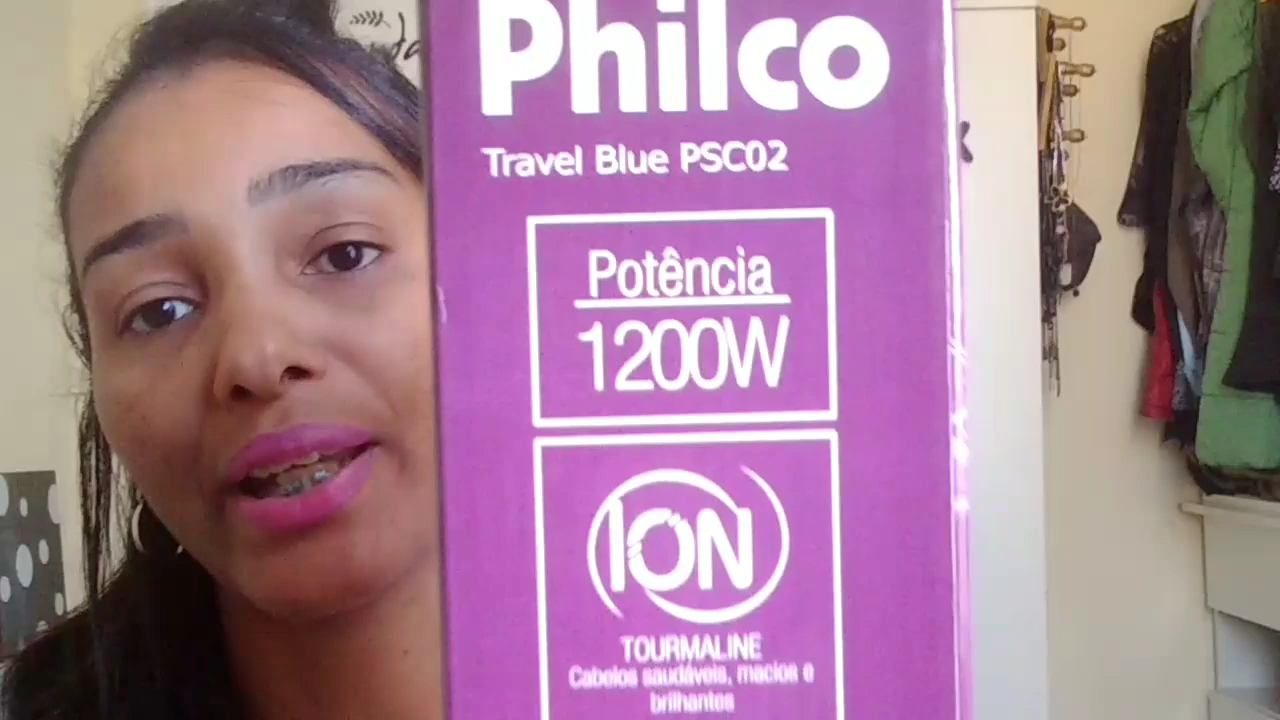 Philco
Travel Blue PSC02
Potência
1200W
ION
TOURMALINE
Cabelos saudáveis, macios e
brilhantes